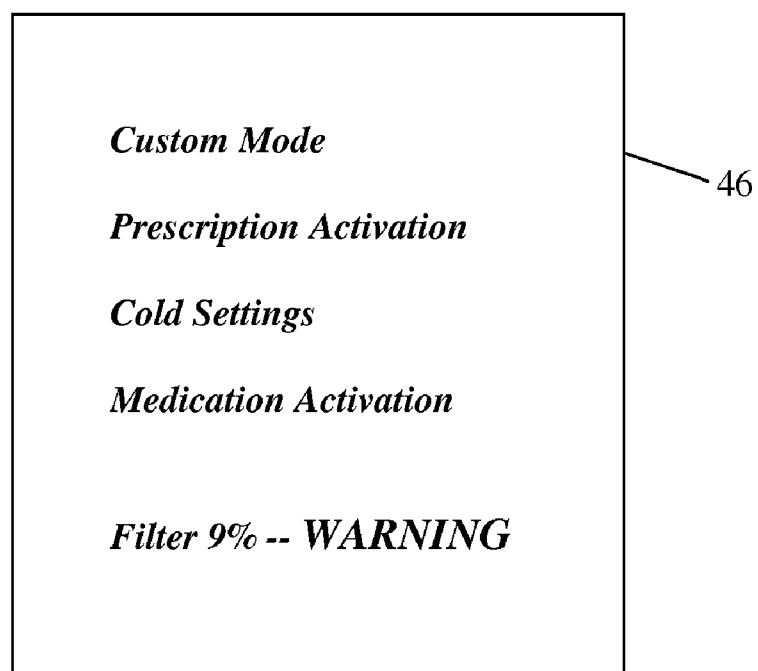 Custom Mode
46
Prescription Activation
Cold Settings
Medication Activation
Filter 9% -- WARNING